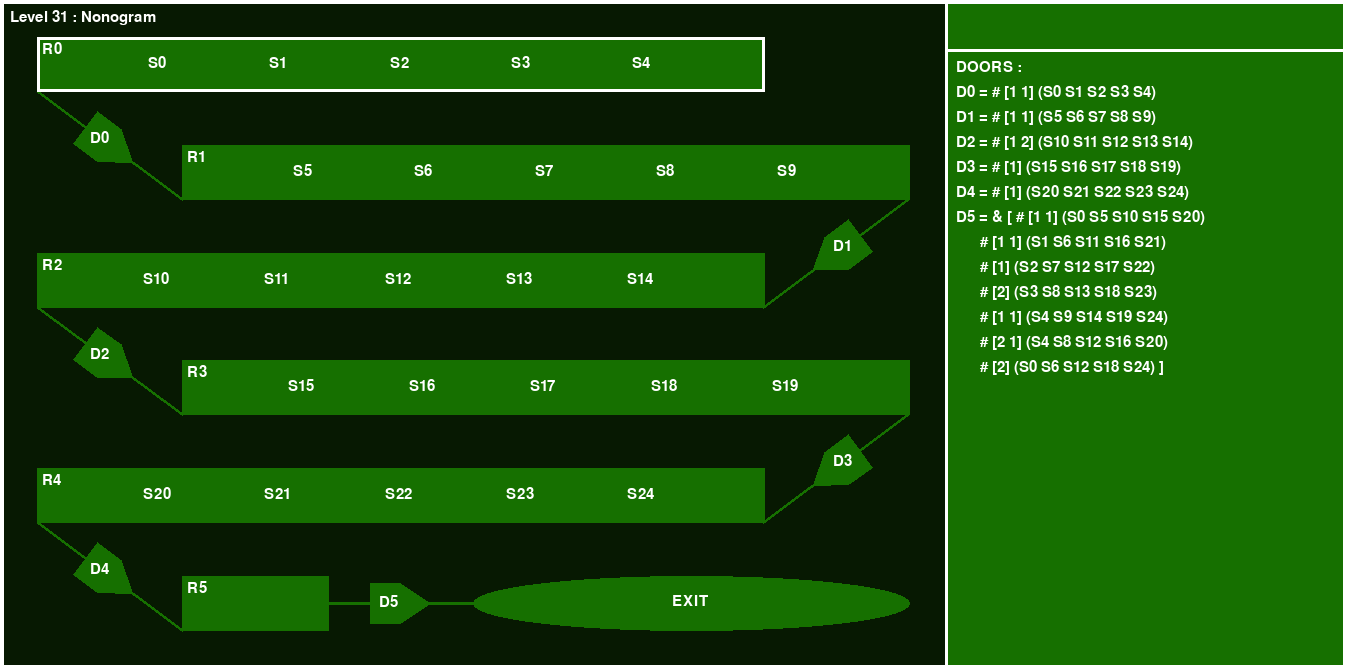 Level 31 : Nonogram
R0 S0 S1 S2 S3 S4
D0
R1 S5 S6 S7 S8 S9
D1
R2 S10 S11 S12 S13 S14
D2
R3 S15 S16 S17 S18 S19
D3
R4 S20 S21 S22 S23 S24
D4
R5 D5 EXIT
DOORS :
D0 = # [1 1] (S0 S1 S2 S3 S4)
D1 = # [1 1] (S5 S6 S7 S8 S9)
D2 = # [1 2] (S10 S11 S12 S13 S14)
D3 = # [1] (S15 S16 S17 S18 S19)
D4 = # [1] (S20 S21 S22 S23 S24)
D5 = & [ # [1 1] (S0 S5 S10 S15 S20)
# [1 1] (S1 S6 S11 S16 S21)
# [1] (S2 S7 S12 S17 S22)
# [2] (S3 S8 S13 S18 S23)
# [1 1] (S4 S9 S14 S19 S24)
# [2 1] (S4 S8 S12 S16 S20)
# [2] (S0 S6 S12 S18 S24) ]